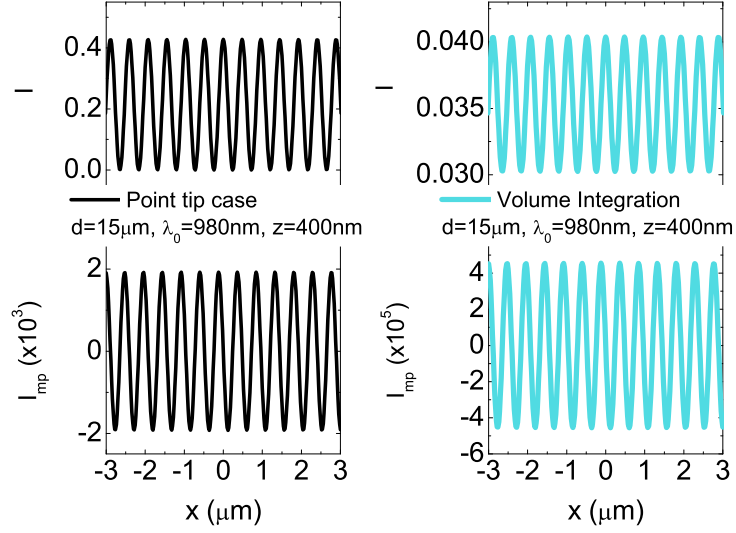 0.4
0.2
0.0
I
0.040
0.035
0.030
I
Point tip case
d=15μm, λ₀=980nm, z=400nm
Volume Integration
d=15μm, λ₀=980nm, z=400nm
2
0
-2
I_mp (x10³)
-3 -2 -1 0 1 2 3
x (μm)
4
2
0
-2
-4
-6
I_mp (x10⁵)
-3 -2 -1 0 1 2 3
x (μm)